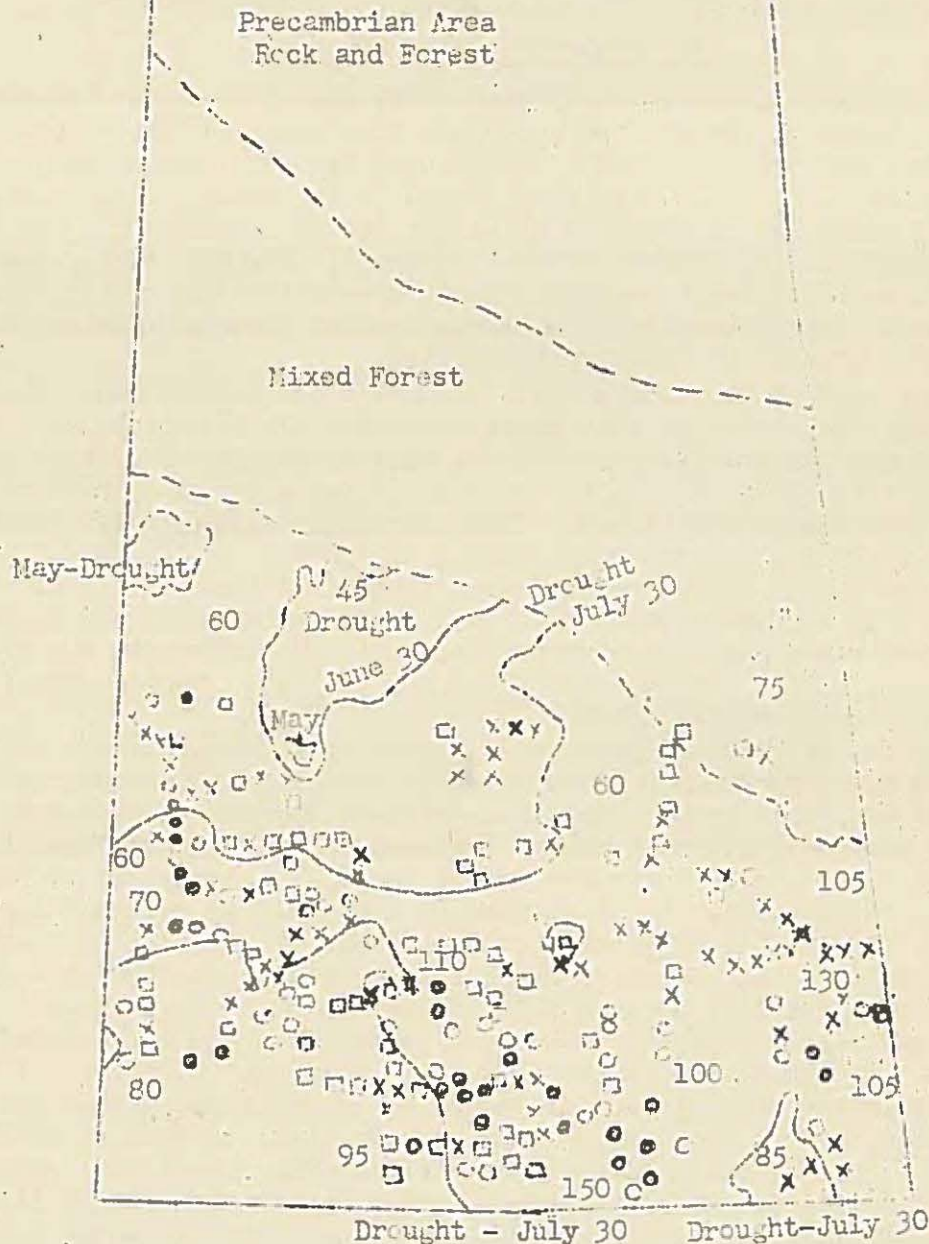 Precambrian Area
Rock and Forest
Mixed Forest
May-Drought
45
Drought
July 30
60
Drought
June 30
75
May
60
60
105
70
110
130
80
100
105
95
85
150
Drought - July 30
Drought-July 30